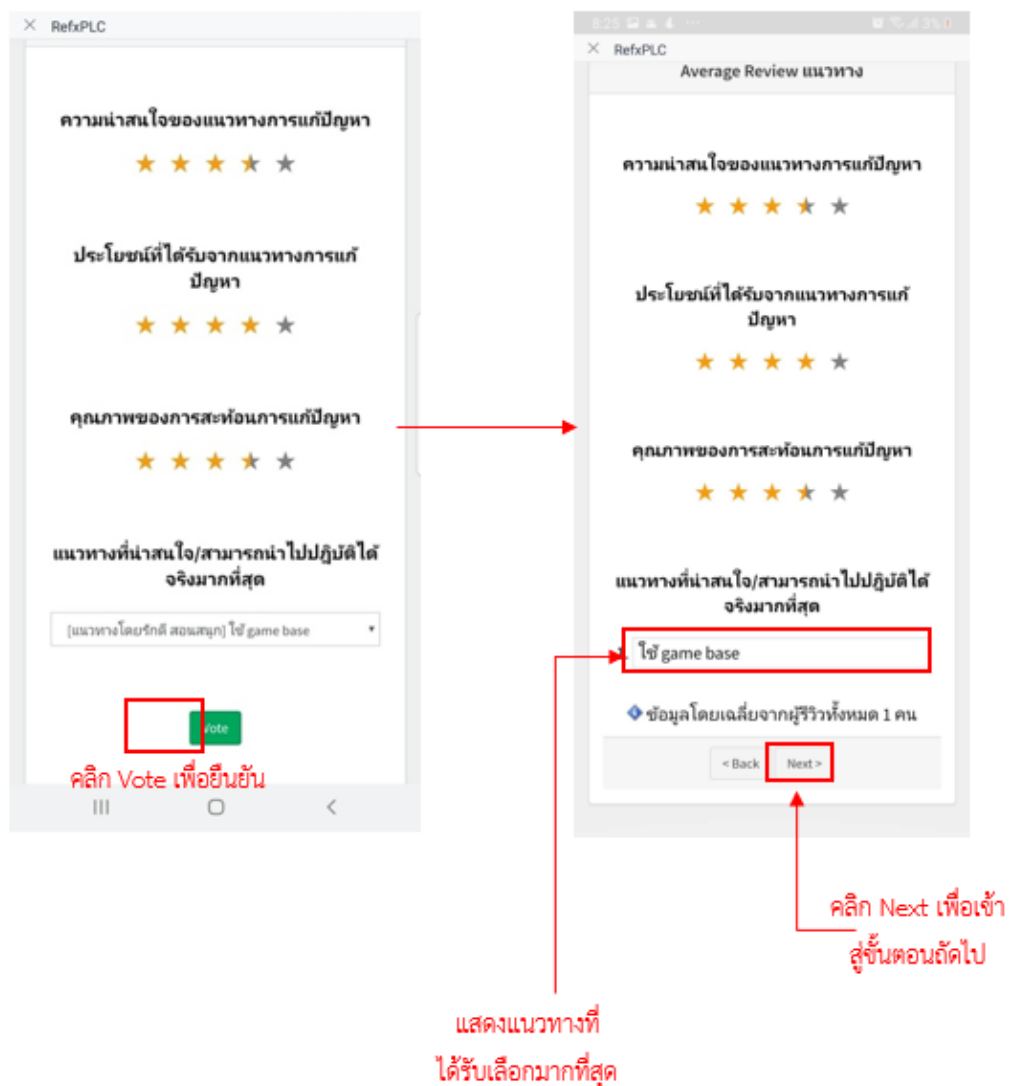 RefxPLC
ความน่าสนใจของแนวทางการแก้ปัญหา
ประโยชน์ที่ได้รับจากแนวทางการแก้
ปัญหา
คุณภาพของการสะท้อนการแก้ปัญหา
แนวทางที่น่าสนใจ/สามารถนำไปปฏิบัติได้
จริงมากที่สุด
[แนวทางโดยรักดี สอนสนุก] ใช้ game base
Vote
คลิก Vote เพื่อยืนยัน
8:25
3%
RefxPLC
Average Review แนวทาง
ความน่าสนใจของแนวทางการแก้ปัญหา
ประโยชน์ที่ได้รับจากแนวทางการแก้
ปัญหา
คุณภาพของการสะท้อนการแก้ปัญหา
แนวทางที่น่าสนใจ/สามารถนำไปปฏิบัติได้
จริงมากที่สุด
1. ใช้ game base
ข้อมูลโดยเฉลี่ยจากผู้รีวิวทั้งหมด 1 คน
< Back Next >
คลิก Next เพื่อเข้า
สู่ขั้นตอนถัดไป
แสดงแนวทางที่
ได้รับเลือกมากที่สุด